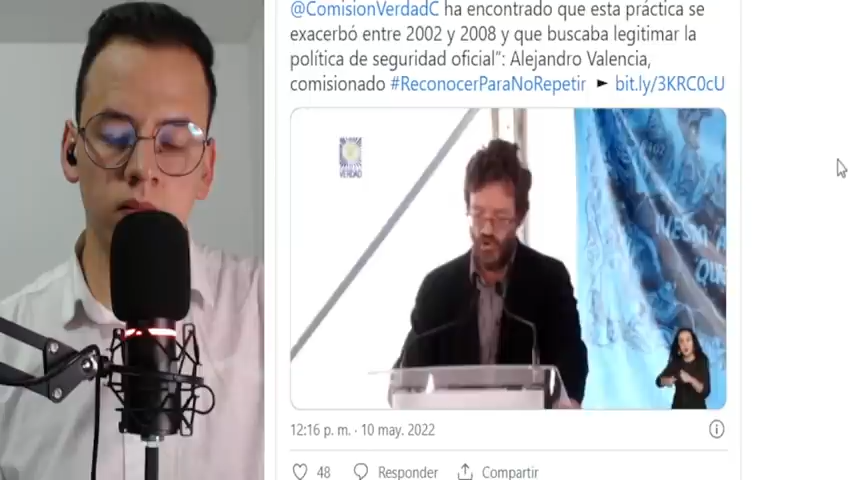 @ComisionVerdadC ha encontrado que esta práctica se
exacerbó entre 2002 y 2008 y que buscaba legitimar la
política de seguridad oficial": Alejandro Valencia,
comisionado #ReconocerParaNoRepetir ► bit.ly/3KRC0cU
VERDAD
12:16 p. m. · 10 may. 2022
48 Responder Compartir